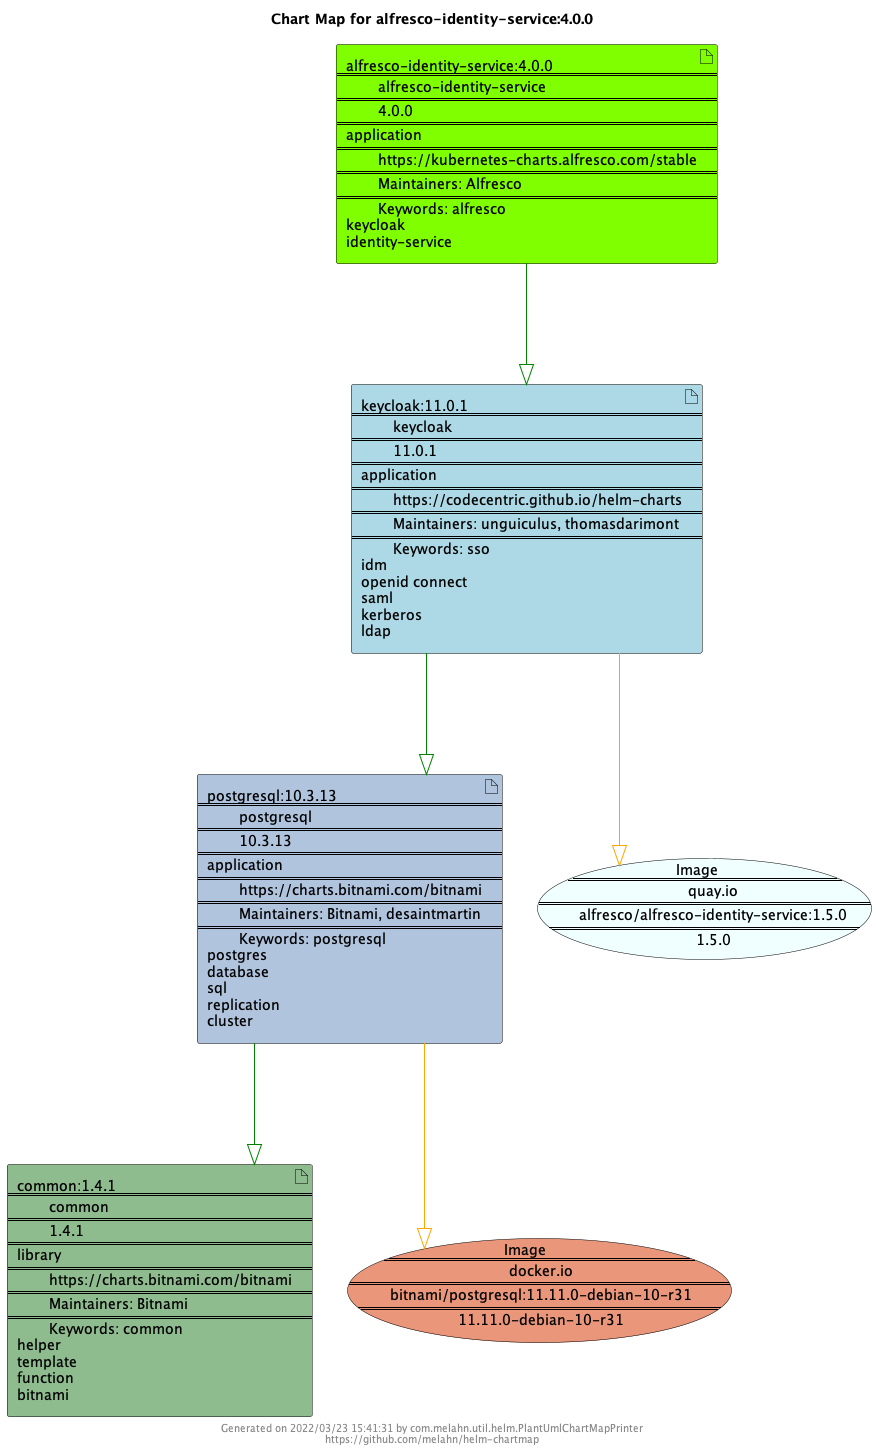 Chart Map for alfresco-identity-service:4.0.0
alfresco-identity-service:4.0.0
alfresco-identity-service
4.0.0
application
https://kubernetes-charts.alfresco.com/stable
Maintainers: Alfresco
Keywords: alfresco
keycloak
identity-service
keycloak:11.0.1
keycloak
11.0.1
application
https://codecentric.github.io/helm-charts
Maintainers: unguiculus, thomasdarimont
Keywords: sso
idm
openid connect
saml
kerberos
ldap
postgresql:10.3.13
postgresql
10.3.13
application
https://charts.bitnami.com/bitnami
Maintainers: Bitnami, desaintmartin
Keywords: postgresql
postgres
database
sql
replication
cluster
Image
quay.io
alfresco/alfresco-identity-service:1.5.0
1.5.0
common:1.4.1
common
1.4.1
library
https://charts.bitnami.com/bitnami
Maintainers: Bitnami
Keywords: common
helper
template
function
bitnami
Image
docker.io
bitnami/postgresql:11.11.0-debian-10-r31
11.11.0-debian-10-r31
Generated on 2022/03/23 15:41:31 by com.melahn.util.helm.PlantUmlChartMapPrinter
https://github.com/melahn/helm-chartmap